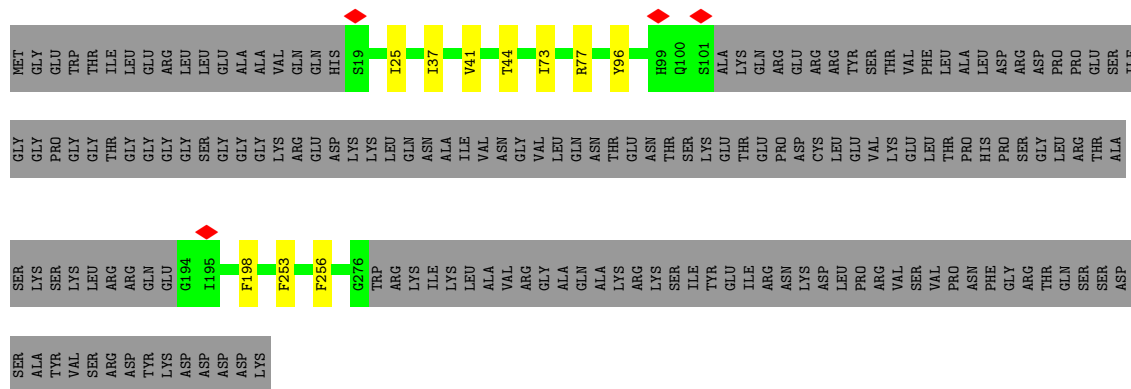 MET GLY GLU TRP THR ILE LEU GLU ARG LEU LEU GLU ALA ALA VAL GLN GLN HIS S19 I25 I37 V41 T44 I73 R77 Y96 H99 Q100 S101 ALA LYS GLN ARG GLU ARG ARG TYR SER THR VAL PHE LEU ALA LEU ASP ARG ASP PRO PRO GLU SER ILE
GLY GLY PRO GLY GLY THR GLY GLY GLY GLY SER GLY GLY GLY GLY LYS ARG GLU ASP LYS LYS LEU GLN ASN ALA ILE VAL ASN GLY VAL LEU GLN ASN THR GLU ASN THR SER LYS GLU THR GLU PRO ASP CYS LEU GLU VAL LYS GLU LEU THR PRO HIS PRO SER GLY LEU ARG THR ALA
SER LYS SER LYS LEU ARG ARG GLN GLU G194 I195 F198 F253 F256 G276 TRP ARG LYS ILE LYS LEU ALA VAL ARG GLY ALA GLN ALA LYS ARG LYS SER ILE TYR GLU ILE ARG ASN LYS ASP LEU PRO ARG VAL SER VAL PRO ASN PHE GLY ARG THR GLN SER SER ASP
SER ALA TYR VAL SER ARG ASP TYR LYS ASP ASP ASP ASP LYS